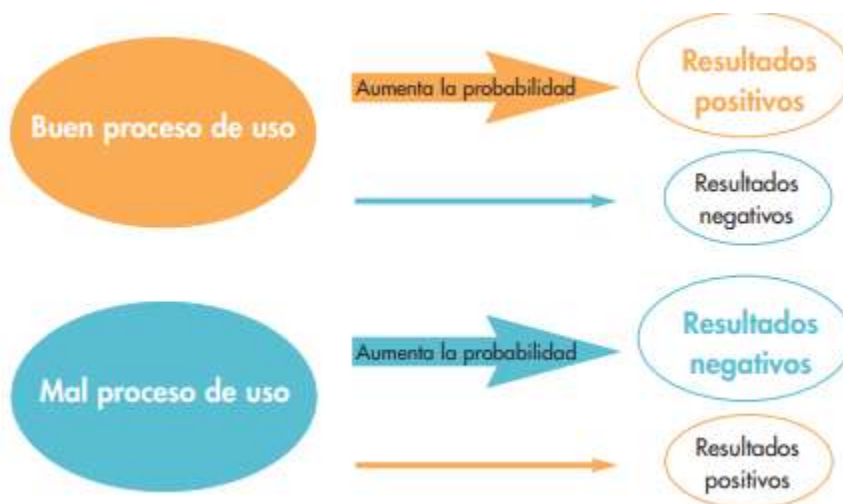 Buen proceso de uso
Aumenta la probabilidad
Resultados
positivos
Resultados
negativos
Mal proceso de uso
Aumenta la probabilidad
Resultados
negativos
Resultados
positivos